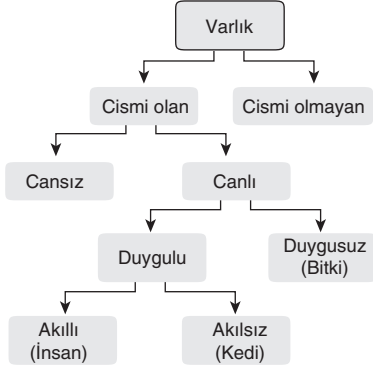 Varlık
Cismi olan
Cismi olmayan
Cansız
Canlı
Duygulu
Duygusuz
(Bitki)
Akıllı
(İnsan)
Akılsız
(Kedi)